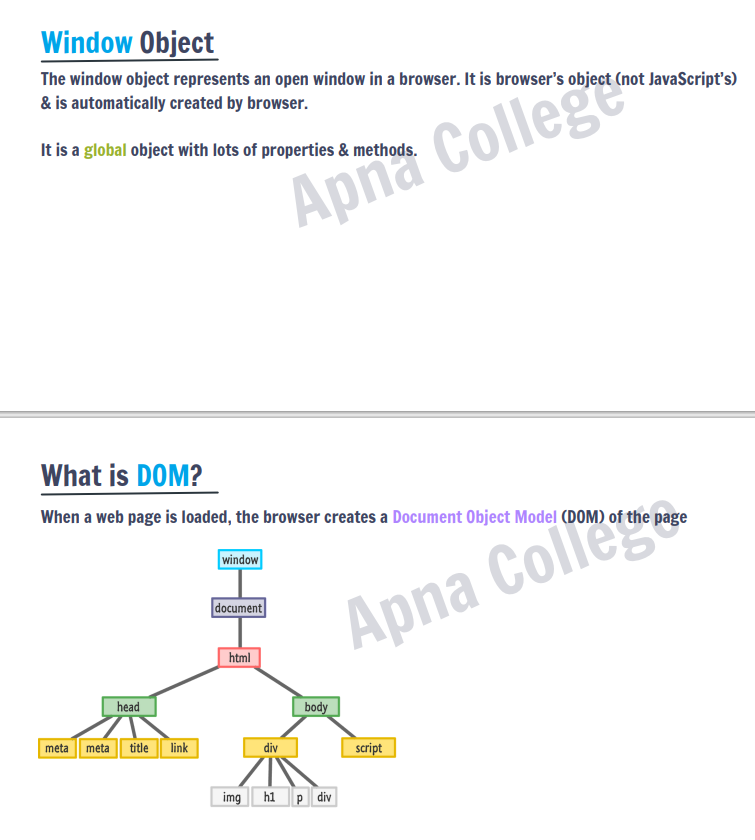 Window Object
The window object represents an open window in a browser. It is browser's object (not JavaScript's)
& is automatically created by browser.
It is a global object with lots of properties & methods.
Apna College
What is DOM?
When a web page is loaded, the browser creates a Document Object Model (DOM) of the page
Apna College
window
document
html
head body
meta meta title link div script
img h1 p div